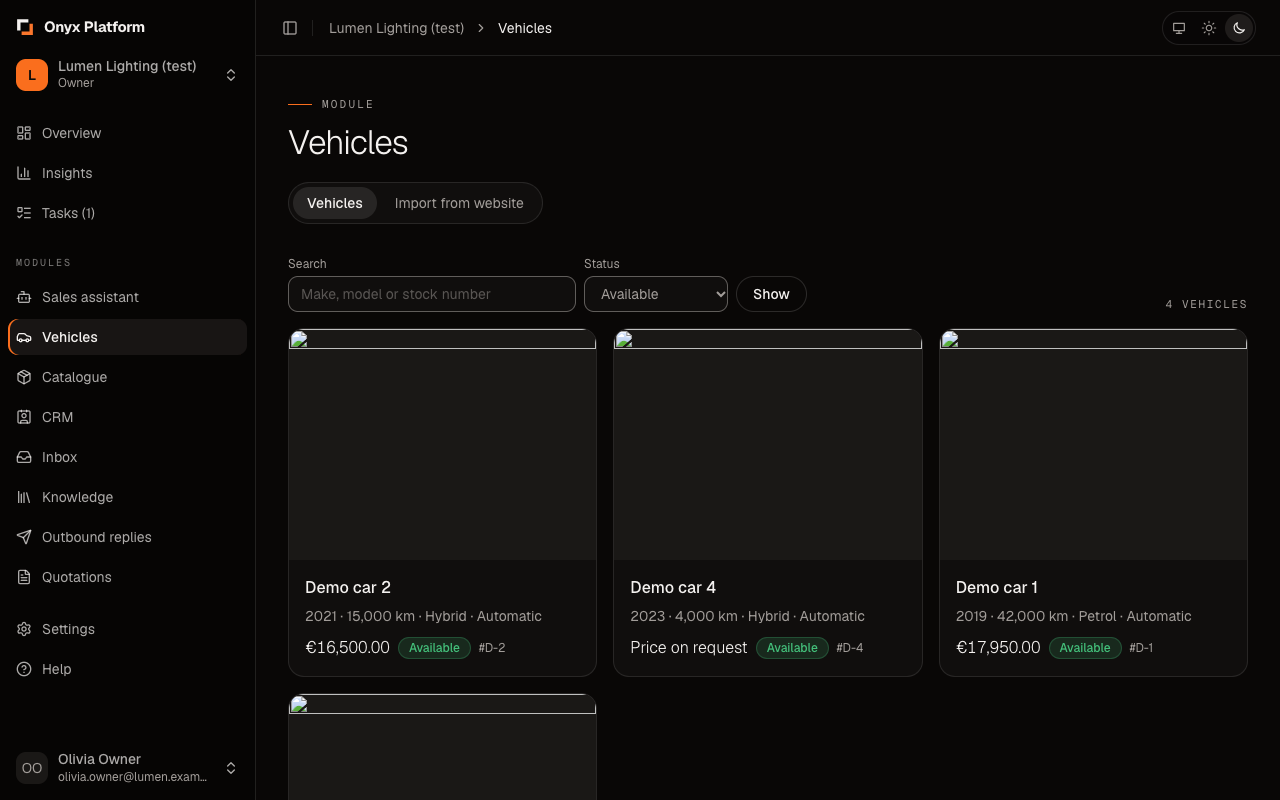 Onyx Platform
L
Lumen Lighting (test)
Owner
Overview
Insights
Tasks (1)
MODULES
Sales assistant
Vehicles
Catalogue
CRM
Inbox
Knowledge
Outbound replies
Quotations
Settings
Help
OO
Olivia Owner
olivia.owner@lumen.exam...
Lumen Lighting (test) > Vehicles
MODULE
Vehicles
Vehicles Import from website
Search
Make, model or stock number
Status
Available
Show
4 VEHICLES
Demo car 2
2021 · 15,000 km · Hybrid · Automatic
€16,500.00 Available #D-2
Demo car 4
2023 · 4,000 km · Hybrid · Automatic
Price on request Available #D-4
Demo car 1
2019 · 42,000 km · Petrol · Automatic
€17,950.00 Available #D-1